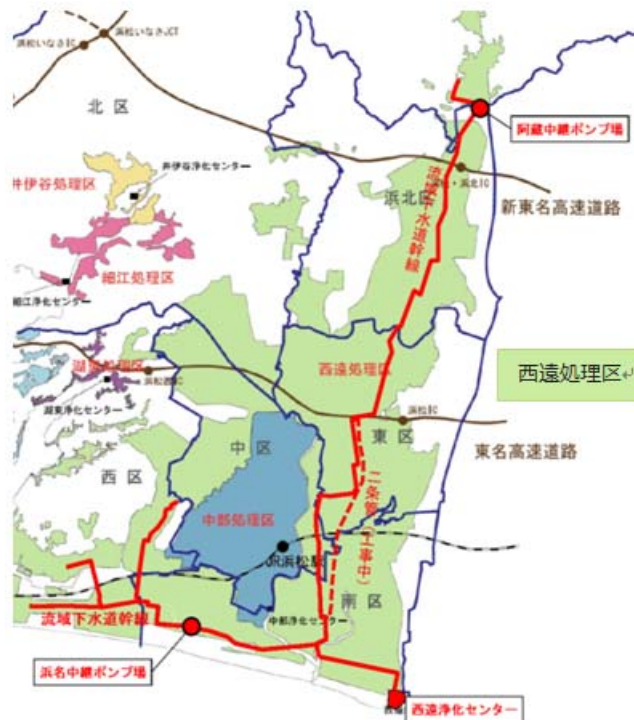 浜松いなさJCT
浜松いなさIC
北区
阿蔵中継ポンプ場
井伊谷浄化センター
井伊谷処理区
浜松・浜北IC
浜北区
流域下水道幹線
新東名高速道路
細江処理区
細江浄化センター
西遠処理区
西遠処理区
湖東処理区
浜松西IC
湖東浄化センター
浜松IC
中区
東区
東名高速道路
西区
中部処理区
二条管(工事中)
JR浜松駅
南区
流域下水道幹線
中部浄化センター
浜名中継ポンプ場
西遠浄化センター